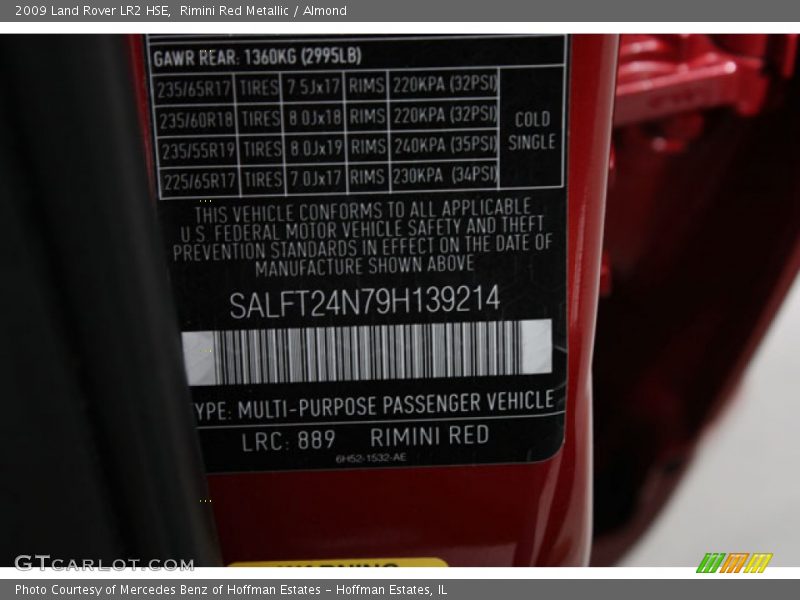 2009 Land Rover LR2 HSE,  Rimini Red Metallic / Almond
GAWR REAR: 1360KG (2995LB)
235/65R17 TIRES 7.5Jx17 RIMS 220KPA (32PSI)
235/60R18 TIRES 8.0Jx18 RIMS 220KPA (32PSI)
235/55R19 TIRES 8.0Jx19 RIMS 240KPA (35PSI)
225/65R17 TIRES 7.0Jx17 RIMS 230KPA (34PSI)
COLD
SINGLE
THIS VEHICLE CONFORMS TO ALL APPLICABLE
U.S. FEDERAL MOTOR VEHICLE SAFETY AND THEFT
PREVENTION STANDARDS IN EFFECT ON THE DATE OF
MANUFACTURE SHOWN ABOVE
SALFT24N79H139214
YPE: MULTI-PURPOSE PASSENGER VEHICLE
LRC: 889 RIMINI RED
6H52-1532-AE
WARNING
GTCARLOT.COM
Photo Courtesy of Mercedes Benz of Hoffman Estates - Hoffman Estates, IL